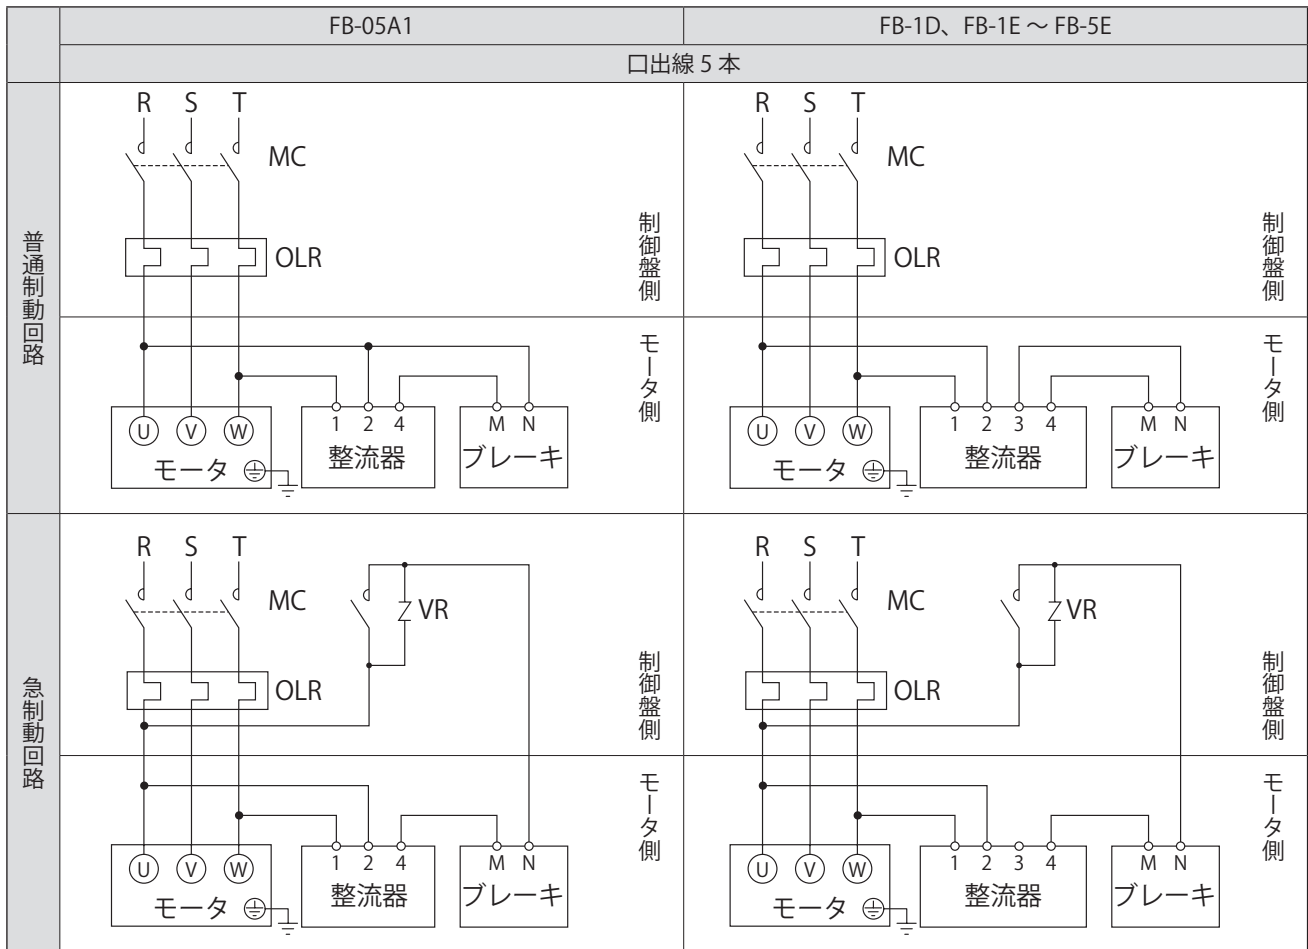 FB-05A1
FB-1D、FB-1E ～ FB-5E
口出線 5 本
普通制動回路
R S T
MC
OLR
制御盤側
モータ側
U V W
モータ
1 2 4
整流器
M N
ブレーキ
R S T
MC
OLR
制御盤側
モータ側
U V W
モータ
1 2 3 4
整流器
M N
ブレーキ
急制動回路
R S T
MC
VR
OLR
制御盤側
モータ側
U V W
モータ
1 2 4
整流器
M N
ブレーキ
R S T
MC
VR
OLR
制御盤側
モータ側
U V W
モータ
1 2 3 4
整流器
M N
ブレーキ